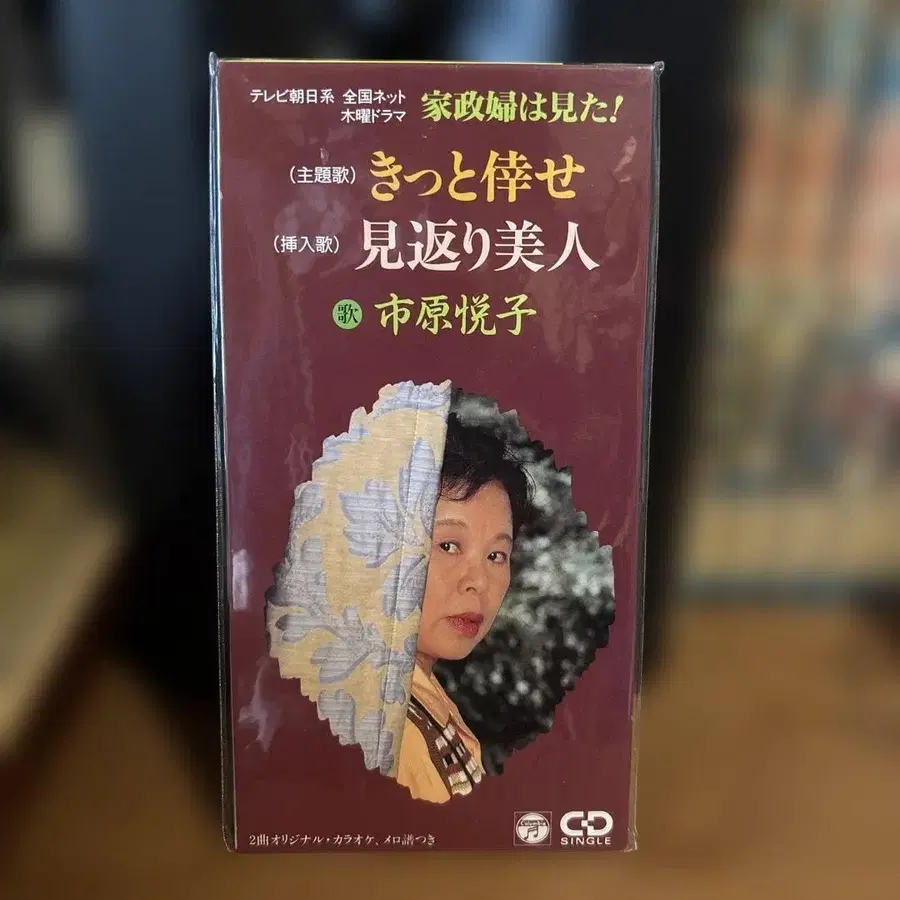 テレビ朝日系 全国ネット
木曜ドラマ
家政婦は見た!
(主題歌) きっと倖せ
(挿入歌) 見返り美人
歌 市原悦子
2曲オリジナル・カラオケ、メロ譜つき
Columbia
CD
SINGLE